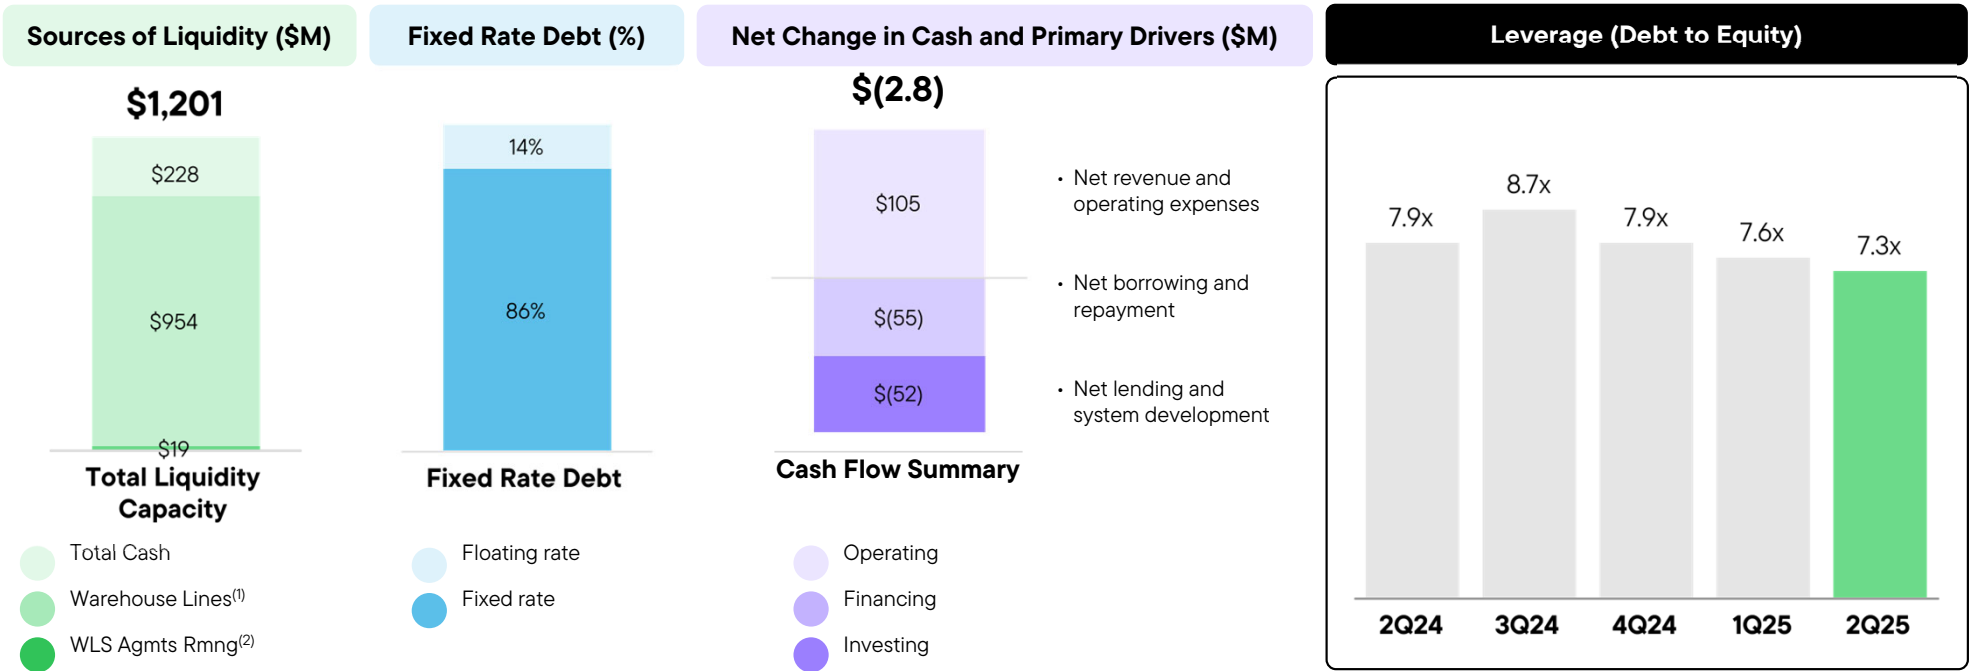 Sources of Liquidity ($M)
$1,201
$228
$954
$19
Total Liquidity
Capacity
Total Cash
Warehouse Lines(1)
WLS Agmts Rmng(2)
Fixed Rate Debt (%)
14%
86%
Fixed Rate Debt
Floating rate
Fixed rate
Net Change in Cash and Primary Drivers ($M)
$(2.8)
$105
$(55)
$(52)
Cash Flow Summary
• Net revenue and
operating expenses
• Net borrowing and
repayment
• Net lending and
system development
Operating
Financing
Investing
Leverage (Debt to Equity)
7.9x
8.7x
7.9x
7.6x
7.3x
2Q24
3Q24
4Q24
1Q25
2Q25